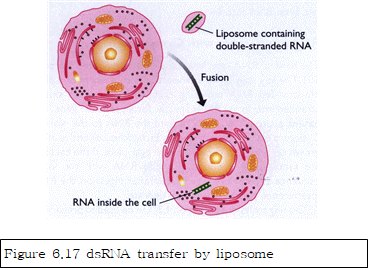 Liposome containing
double-stranded RNA
Fusion
RNA inside the cell
Figure 6.17 dsRNA transfer by liposome